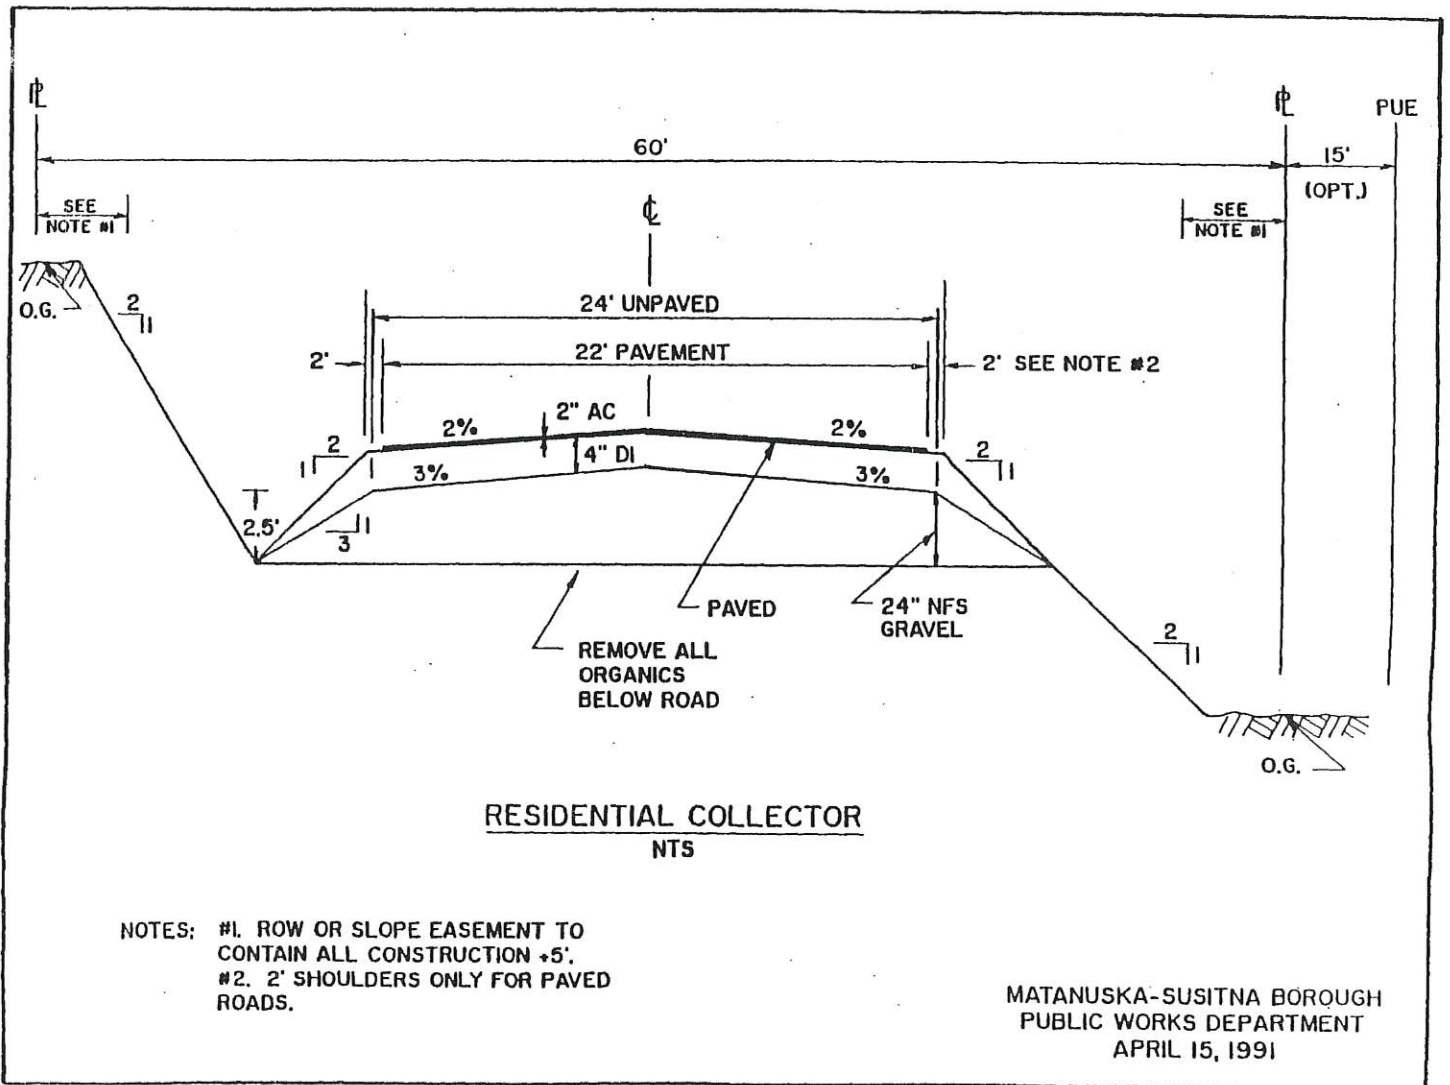 PL
PL
PUE
60'
15'
(OPT.)
SEE
NOTE #1
CL
SEE
NOTE #1
O.G.
2
1
24' UNPAVED
2'
22' PAVEMENT
2' SEE NOTE #2
2" AC
2%
2%
2
1
4" D1
2
1
3%
3%
2.5'
1
3
PAVED
24" NFS
GRAVEL
2
1
REMOVE ALL
ORGANICS
BELOW ROAD
O.G.
RESIDENTIAL COLLECTOR
NTS
NOTES: #1. ROW OR SLOPE EASEMENT TO
CONTAIN ALL CONSTRUCTION +5'.
#2. 2' SHOULDERS ONLY FOR PAVED
ROADS.
MATANUSKA-SUSITNA BOROUGH
PUBLIC WORKS DEPARTMENT
APRIL 15, 1991